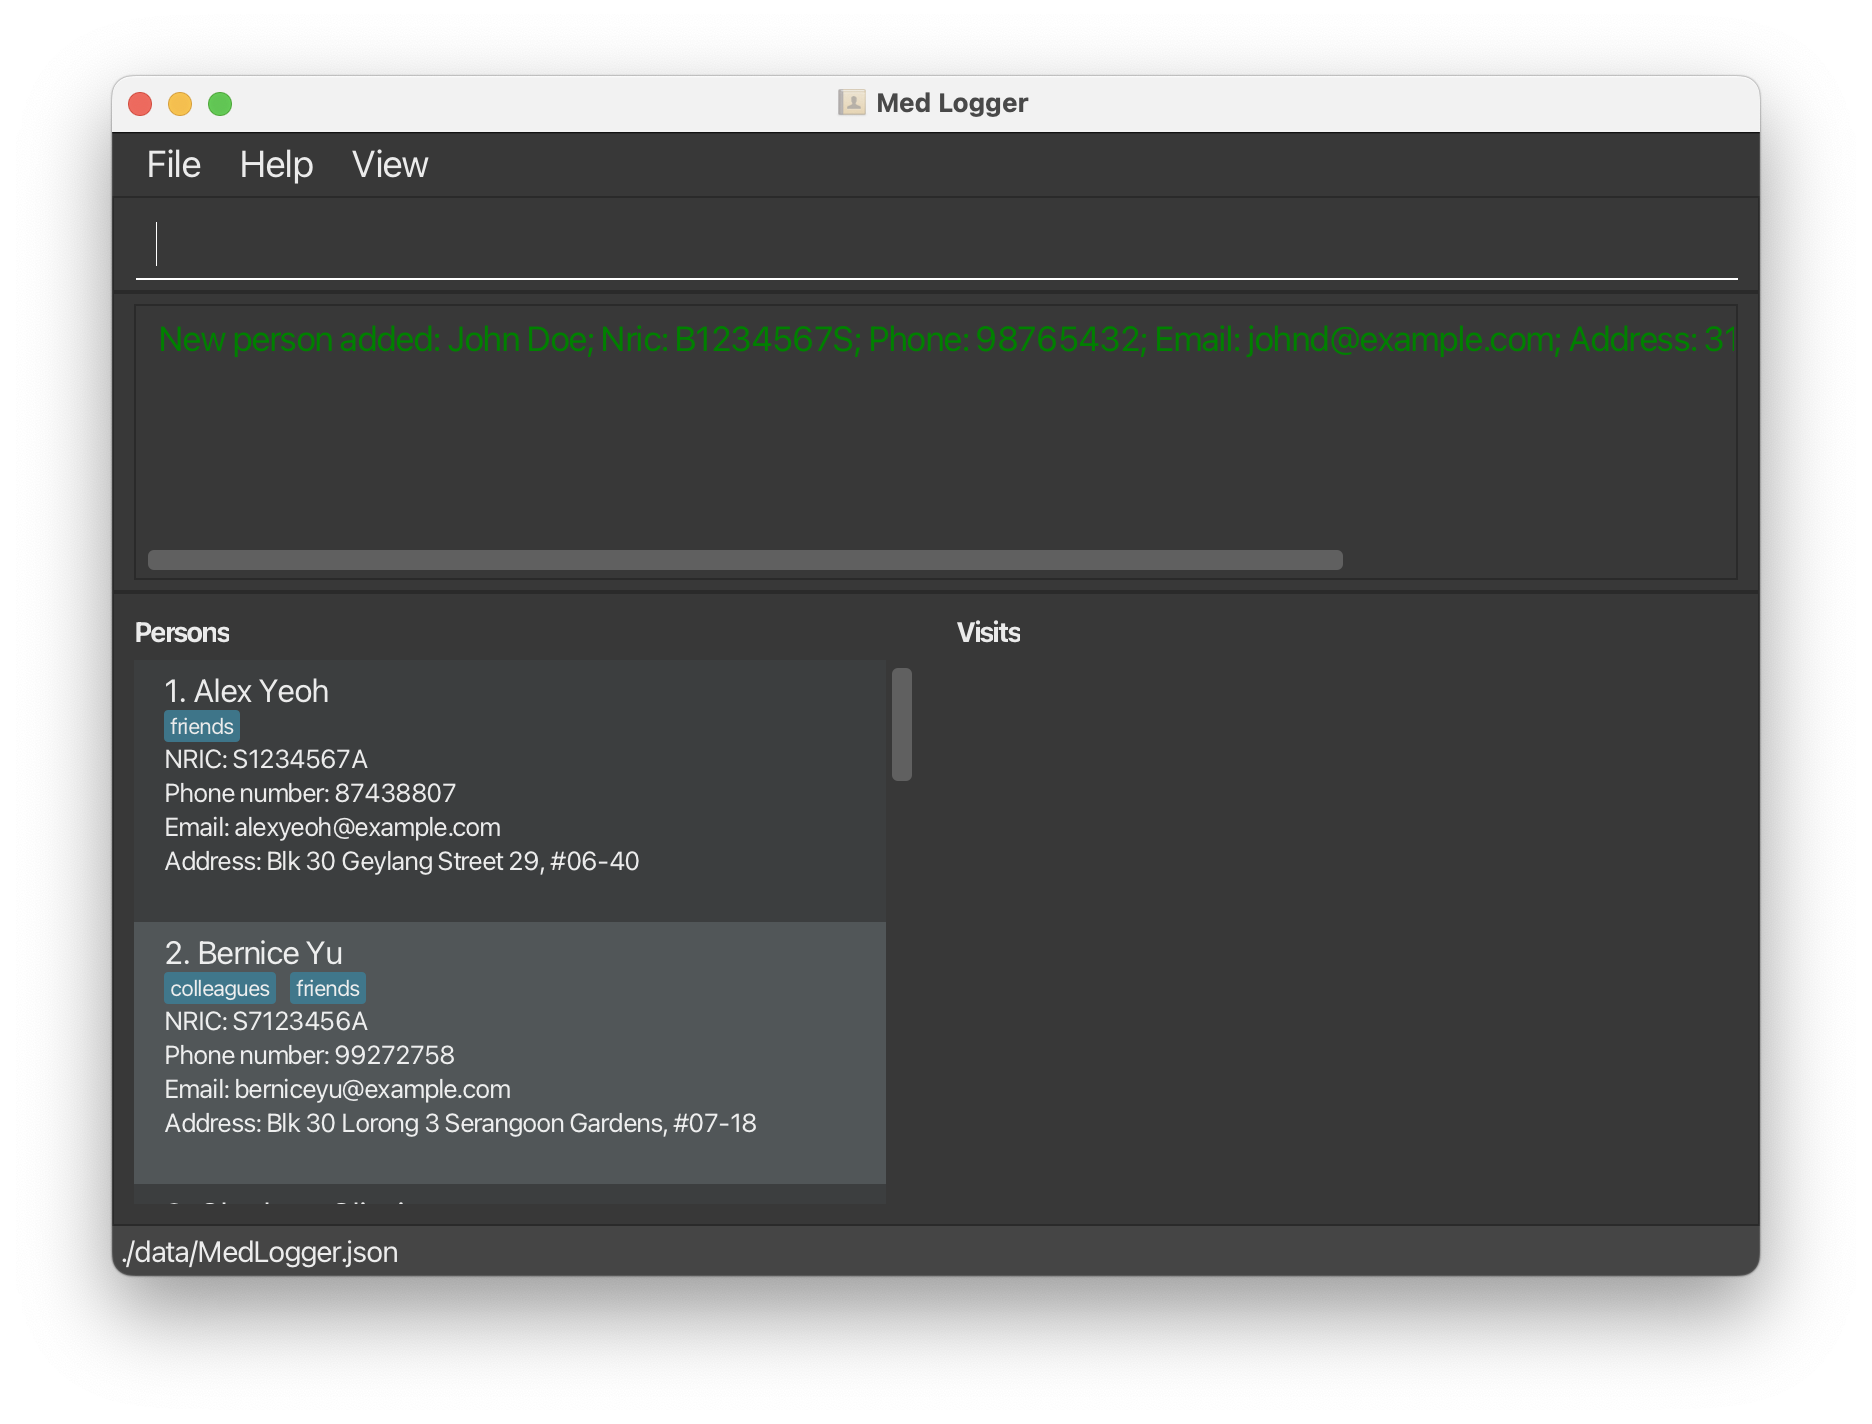 Med Logger
File Help View
New person added: John Doe; Nric: B1234567S; Phone: 98765432; Email: johnd@example.com; Address: 31
Persons
Visits
1. Alex Yeoh
friends
NRIC: S1234567A
Phone number: 87438807
Email: alexyeoh@example.com
Address: Blk 30 Geylang Street 29, #06-40
2. Bernice Yu
colleagues friends
NRIC: S7123456A
Phone number: 99272758
Email: berniceyu@example.com
Address: Blk 30 Lorong 3 Serangoon Gardens, #07-18
./data/MedLogger.json